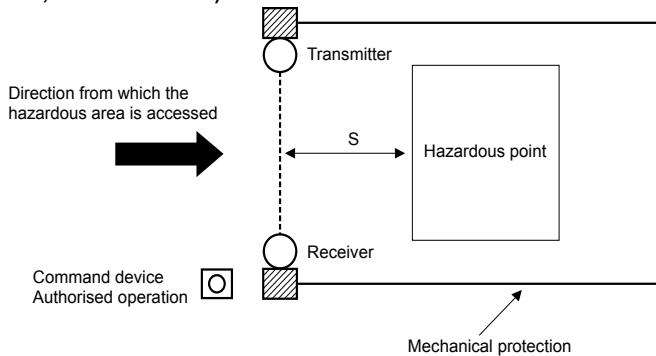 Transmitter
Direction from which the
hazardous area is accessed
S
Hazardous point
Receiver
Command device
Authorised operation
Mechanical protection